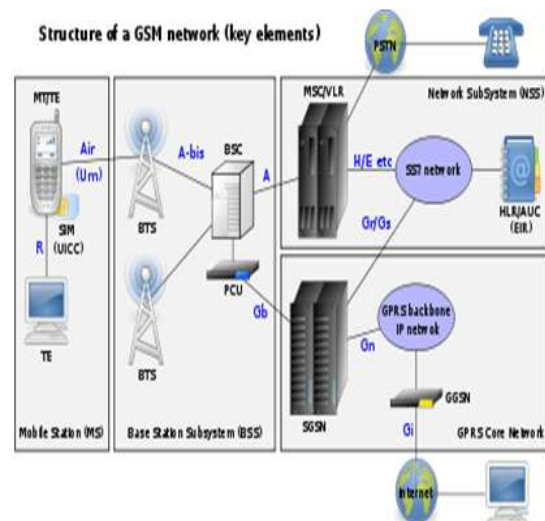 Structure of a GSM network (key elements)
PSTN
MT/TE
MSC/VLR
Network SubSystem (NSS)
Air
(Um)
A-bis
BSC
A
H/E etc
SS7 network
SIM
(UICC)
BTS
HLR/AUC
(EIR)
R
Gr/Gs
PCU
Gb
GPRS backbone
IP netwok
Gn
TE
BTS
SGSN
GGSN
Gi
Mobile Station (MS)
Base Station Subsystem (BSS)
GPRS Core Network
Internet